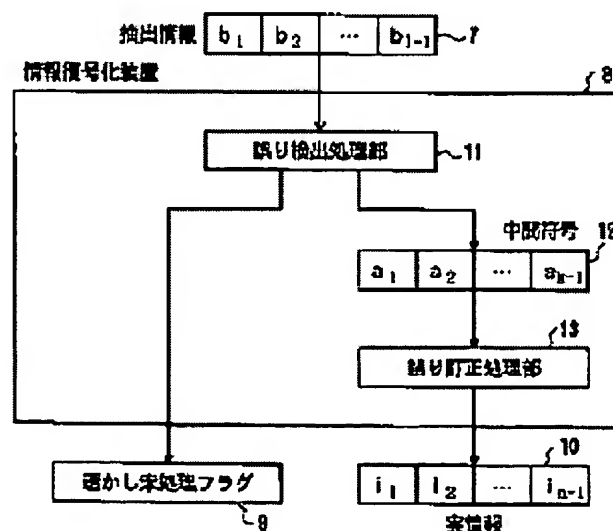 検出情報 b1 b2 … bl-1 7
情報復号化装置 8
誤り検出処理部 11
中間符号 12
a1 a2 … ak-1
13
誤り訂正処理部
10
透かし未処理フラグ i1 i2 … in-1
9 実情報